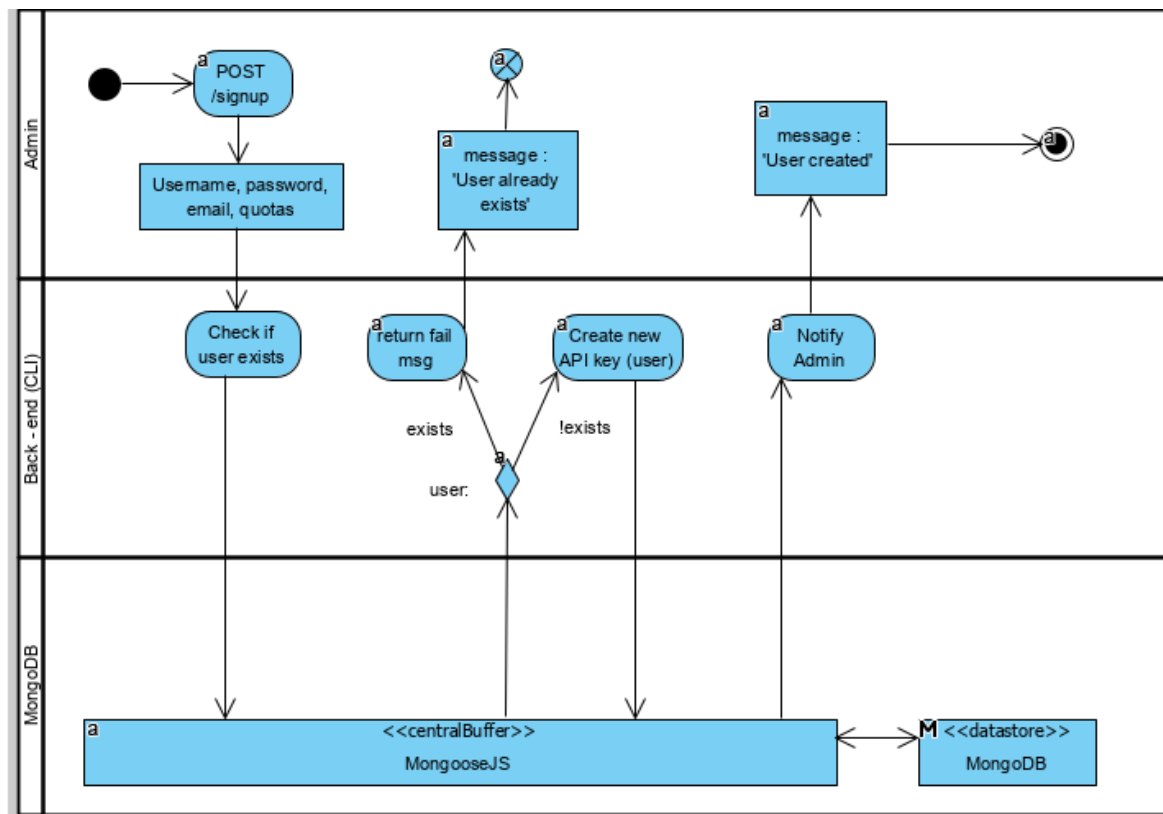 Admin
a
POST
/signup
Username, password,
email, quotas
a
a
message :
'User already
exists'
a
message :
'User created'
a
Back - end (CLI)
Check if
user exists
a
return fail
msg
a
Create new
API key (user)
a
Notify
Admin
exists
!exists
a
user:
MongoDB
a
<<centralBuffer>>
MongooseJS
M
<<datastore>>
MongoDB